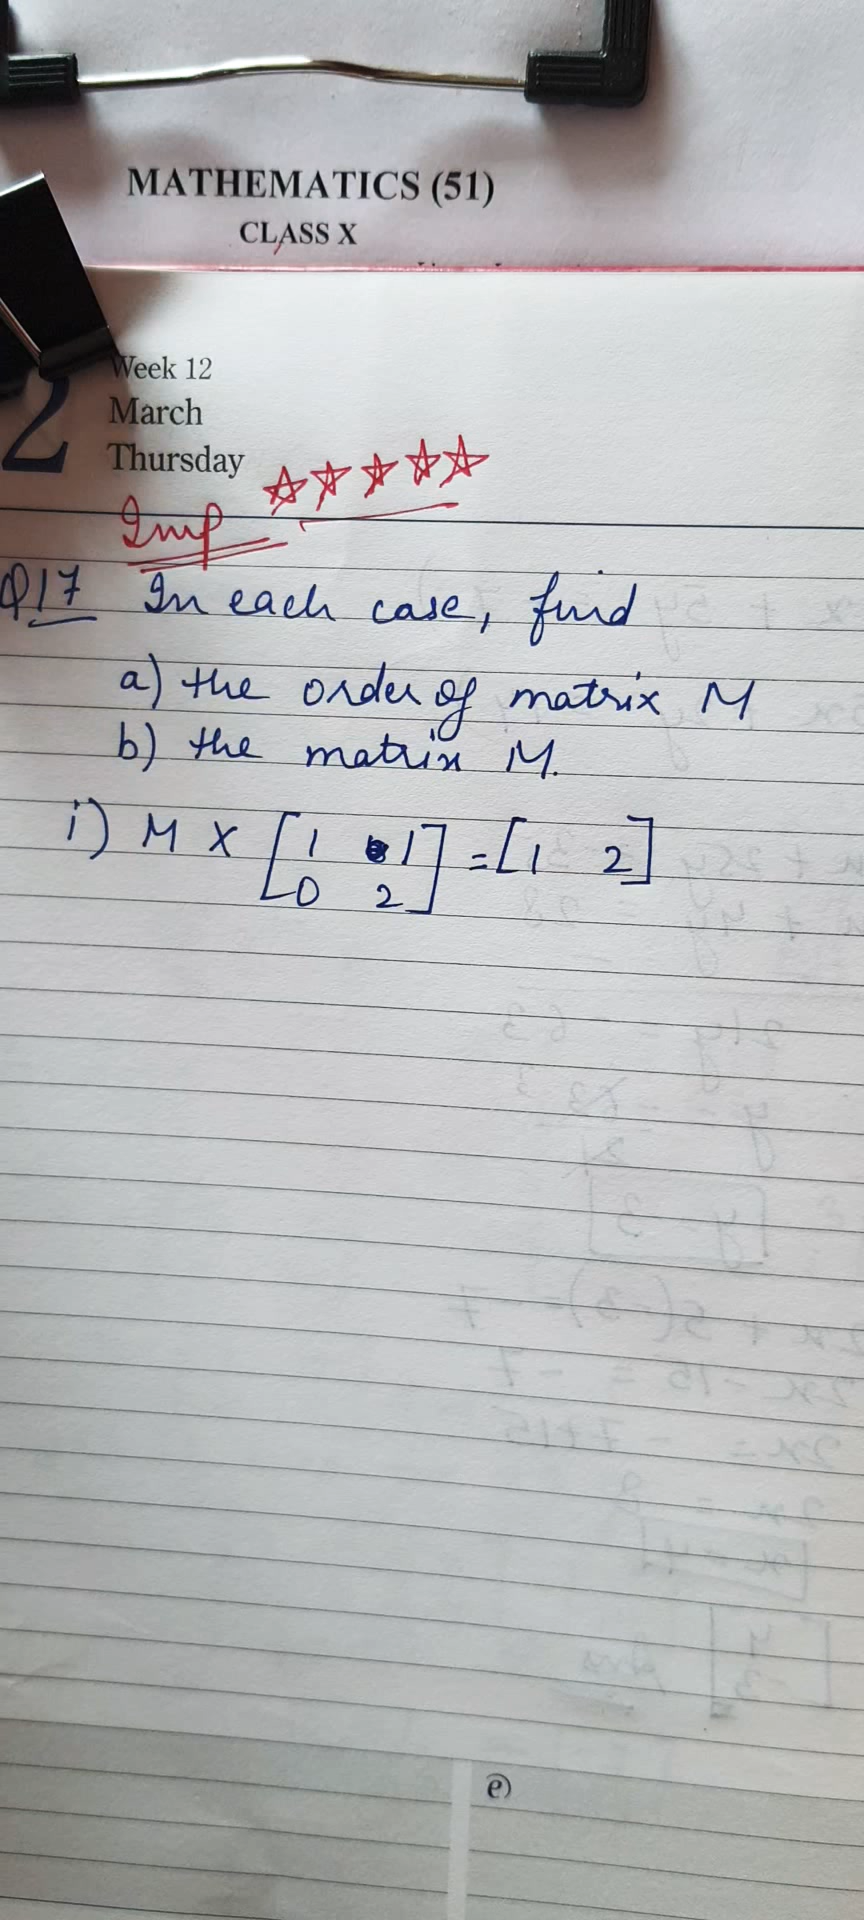 MATHEMATICS (51)
CLASS X
2
Week 12
March
Thursday
Imp
Q17 In each case, find
a) the order of matrix M
b) the matrix M.
i) M × [1 1] = [1 2]
[0 2]
e)